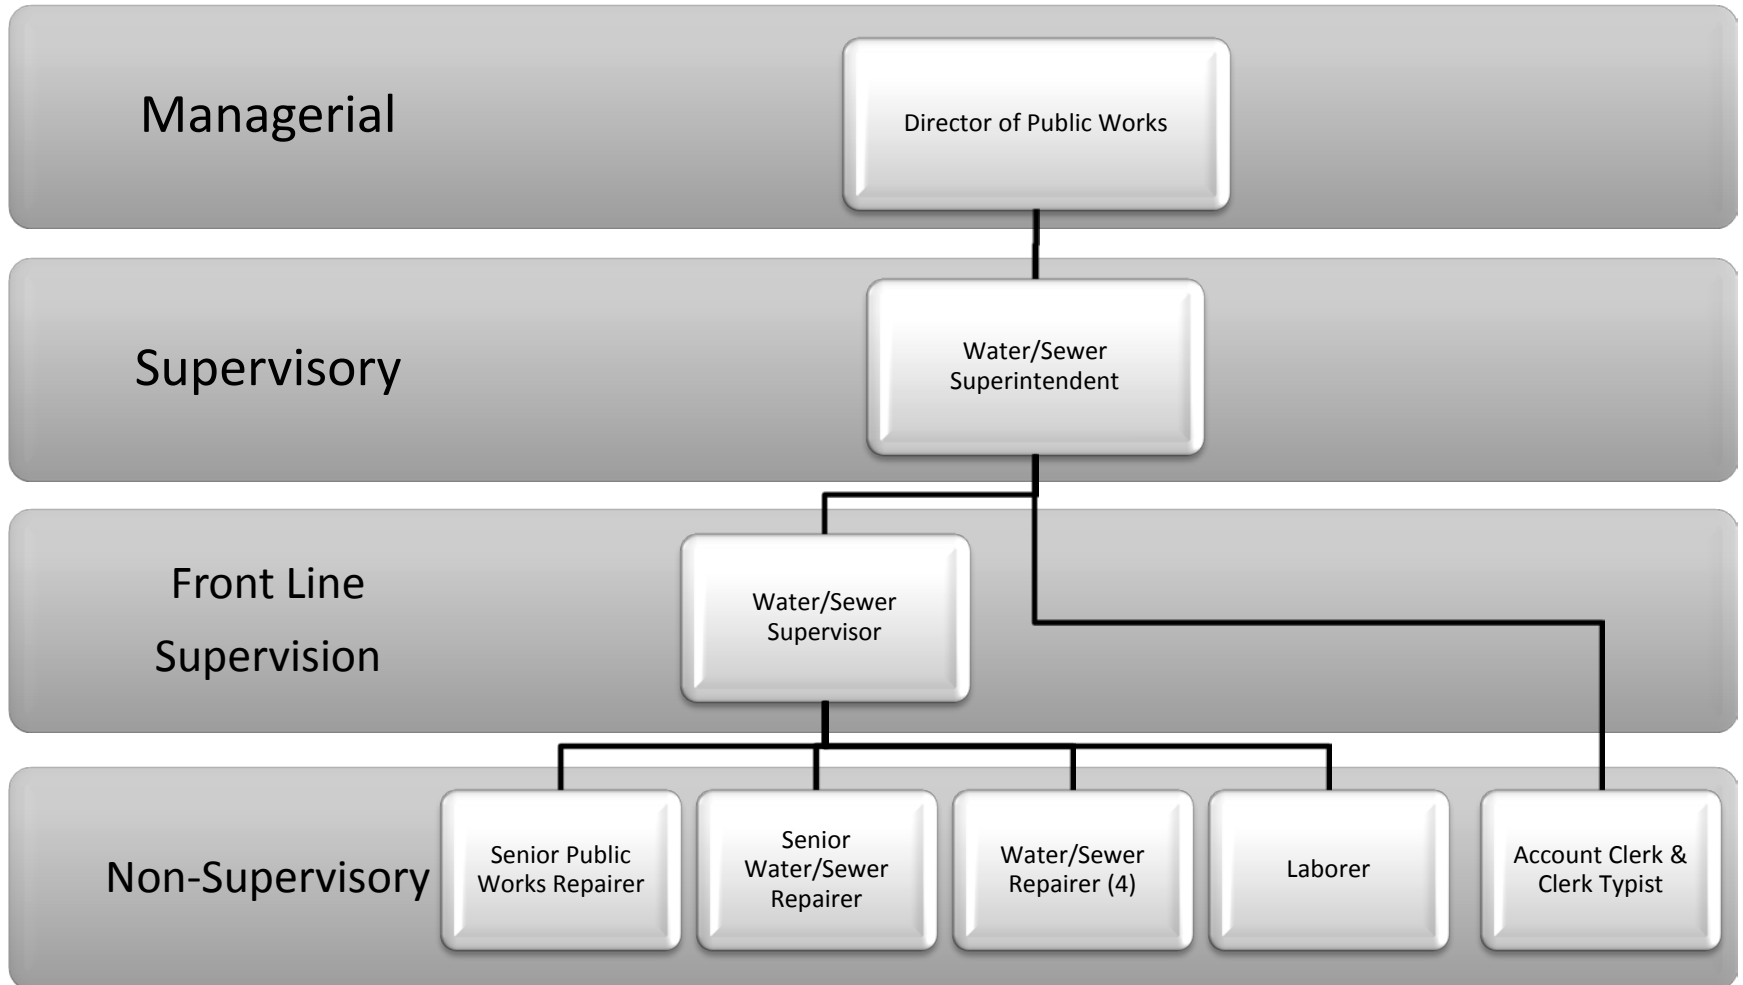 Managerial
Director of Public Works
Supervisory
Water/Sewer
Superintendent
Front Line
Supervision
Water/Sewer
Supervisor
Non-Supervisory
Senior Public
Works Repairer
Senior
Water/Sewer
Repairer
Water/Sewer
Repairer (4)
Laborer
Account Clerk &
Clerk Typist